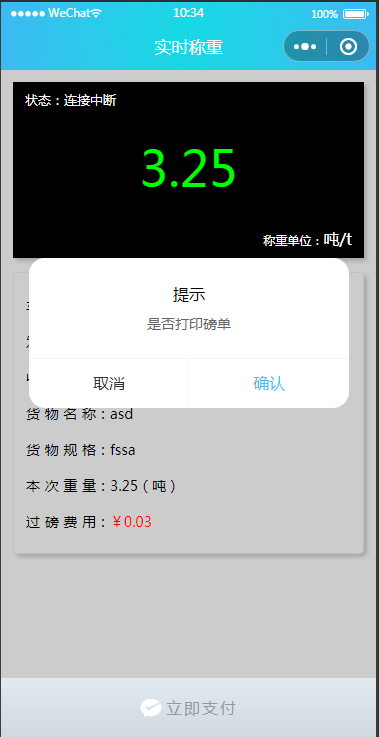 WeChat 10:34 100%
实时称重
状态：连接中断
3.25
称重单位：吨/t
提示
是否打印磅单
取消 确认
货物名称：asd
货物规格：fssa
本次重量：3.25（吨）
过磅费用：￥0.03
立即支付